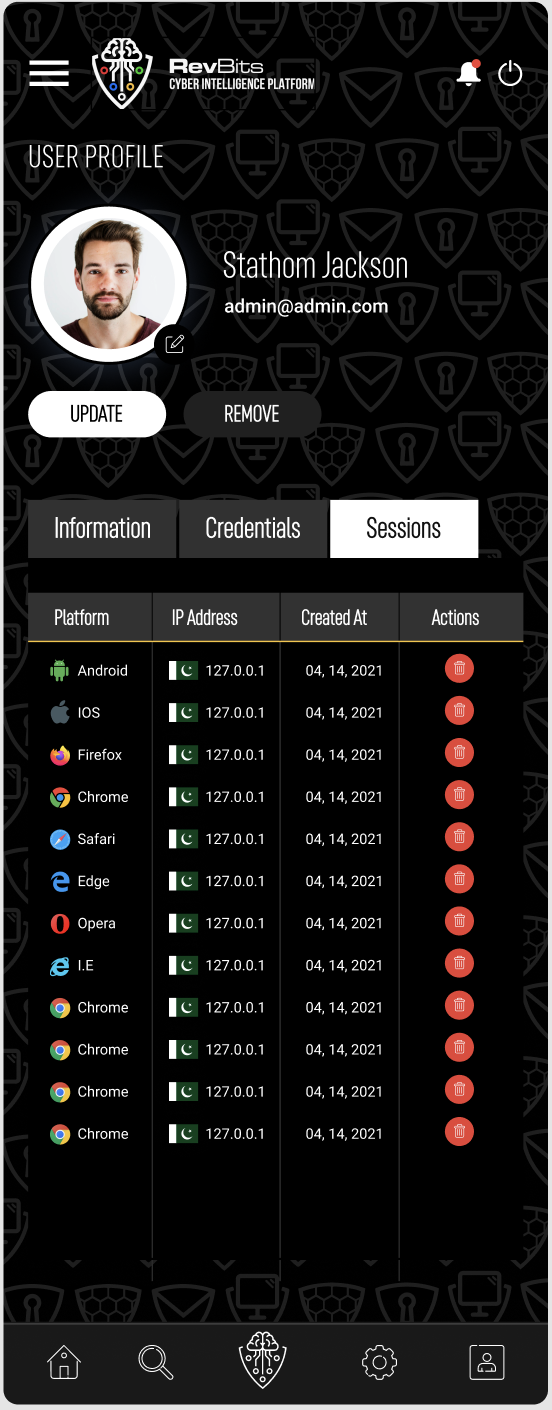 RevBits
CYBER INTELLIGENCE PLATFORM
USER PROFILE
Stathom Jackson
admin@admin.com
UPDATE REMOVE
Information Credentials Sessions
Platform IP Address Created At Actions
Android 127.0.0.1 04, 14, 2021
IOS 127.0.0.1 04, 14, 2021
Firefox 127.0.0.1 04, 14, 2021
Chrome 127.0.0.1 04, 14, 2021
Safari 127.0.0.1 04, 14, 2021
Edge 127.0.0.1 04, 14, 2021
Opera 127.0.0.1 04, 14, 2021
I.E 127.0.0.1 04, 14, 2021
Chrome 127.0.0.1 04, 14, 2021
Chrome 127.0.0.1 04, 14, 2021
Chrome 127.0.0.1 04, 14, 2021
Chrome 127.0.0.1 04, 14, 2021